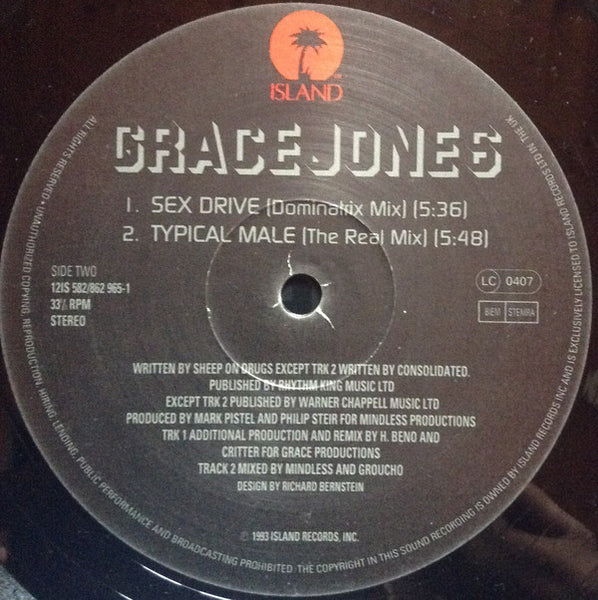 ISLAND
GRACE JONES
1. SEX DRIVE (Dominatrix Mix) (5:36)
2. TYPICAL MALE (The Real Mix) (5:48)
SIDE TWO
12IS 582/862 965-1
33⅓ RPM
STEREO
LC 0407
BIEM STEMRA
WRITTEN BY SHEEP ON DRUGS EXCEPT TRK 2 WRITTEN BY CONSOLIDATED.
PUBLISHED BY RHYTHM KING MUSIC LTD
EXCEPT TRK 2 PUBLISHED BY WARNER CHAPPELL MUSIC LTD
PRODUCED BY MARK PISTEL AND PHILIP STEIR FOR MINDLESS PRODUCTIONS
TRK 1 ADDITIONAL PRODUCTION AND REMIX BY H. BENO AND
CRITTER FOR GRACE PRODUCTIONS
TRACK 2 MIXED BY MINDLESS AND GROUCHO
DESIGN BY RICHARD BERNSTEIN
℗ 1993 ISLAND RECORDS, INC.
ALL RIGHTS RESERVED • UNAUTHORIZED COPYING, REPRODUCTION, HIRING, LENDING, PUBLIC PERFORMANCE AND BROADCASTING PROHIBITED. THE COPYRIGHT IN THIS SOUND RECORDING IS OWNED BY ISLAND RECORDS INC AND IS EXCLUSIVELY LICENSED TO ISLAND RECORDS LTD IN THE UK